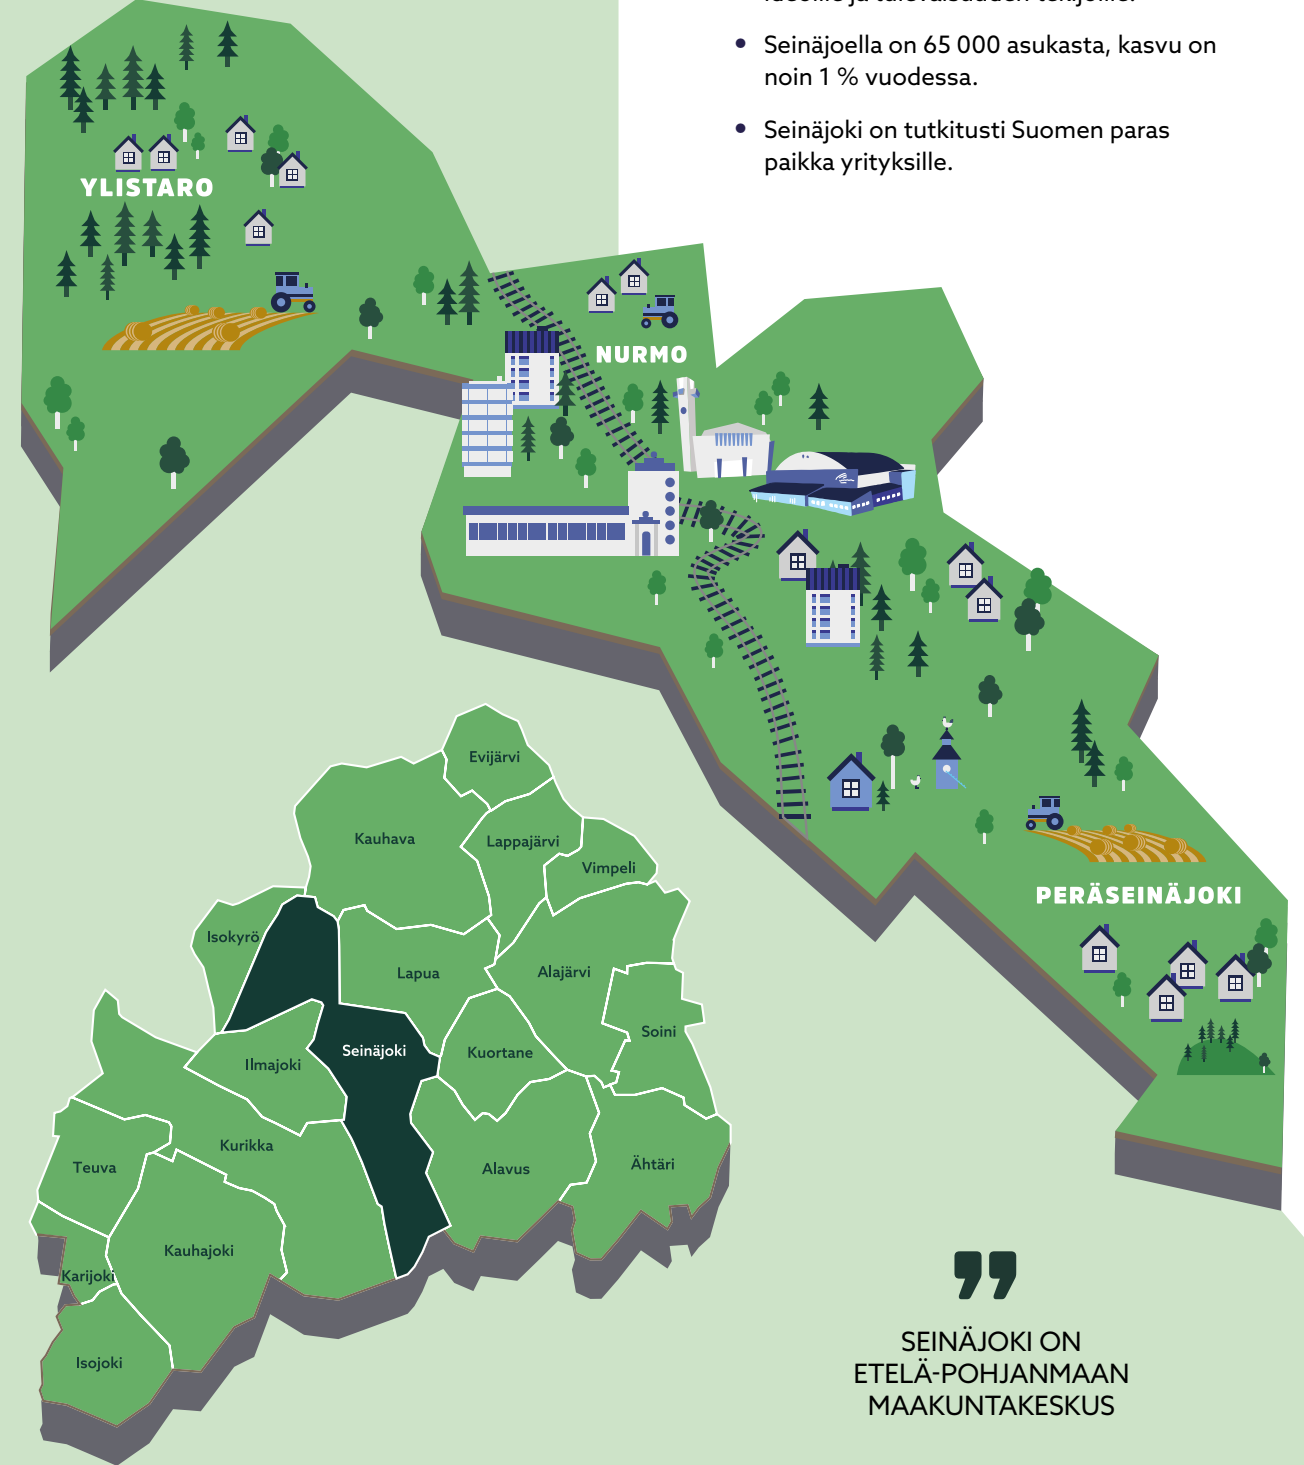 Seinäjoella on 65 000 asukasta, kasvu on
noin 1 % vuodessa.
Seinäjoki on tutkitusti Suomen paras
paikka yrityksille.
YLISTARO
NURMO
PERÄSEINÄJOKI
Evijärvi
Kauhava
Lappajärvi
Vimpeli
Isokyrö
Lapua
Alajärvi
Soini
Seinäjoki
Kuortane
Ilmajoki
Kurikka
Teuva
Alavus
Ähtäri
Kauhajoki
Karijoki
Isojoki
SEINÄJOKI ON
ETELÄ-POHJANMAAN
MAAKUNTAKESKUS